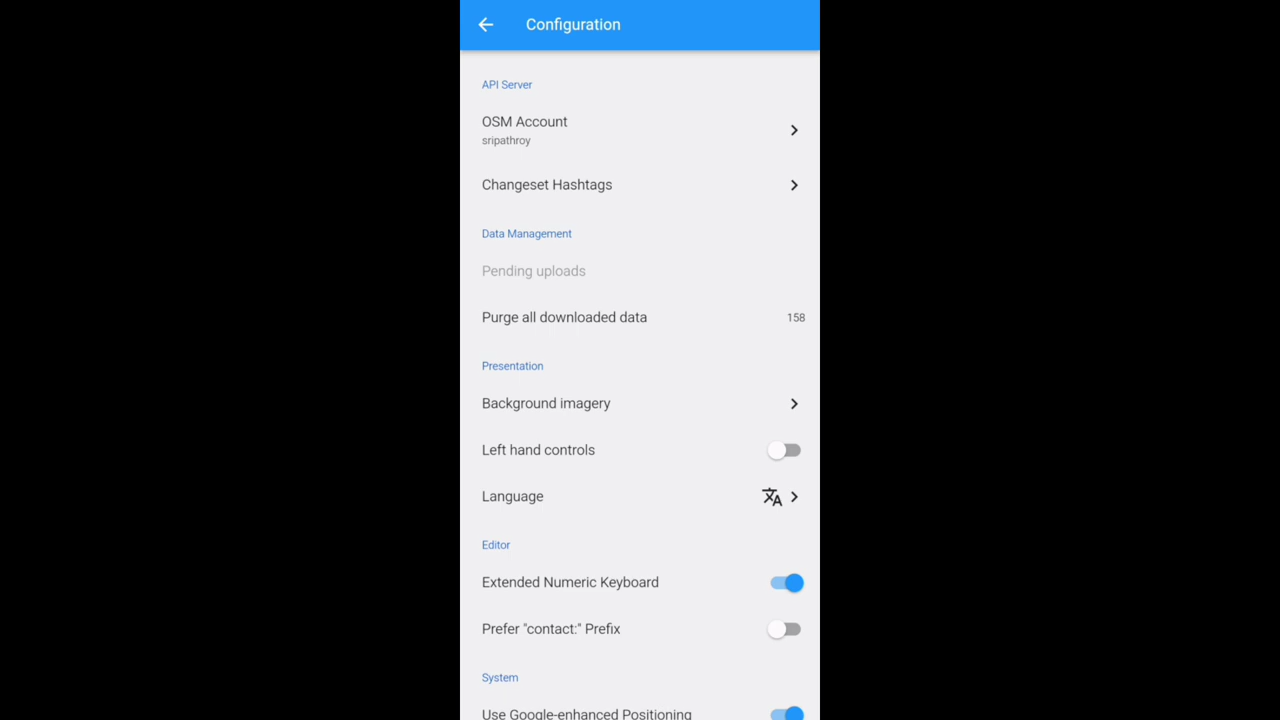 Configuration
API Server
OSM Account
sripathroy
Changeset Hashtags
Data Management
Pending uploads
Purge all downloaded data 158
Presentation
Background imagery
Left hand controls
Language
Editor
Extended Numeric Keyboard
Prefer "contact:" Prefix
System
Use Google-enhanced Positioning